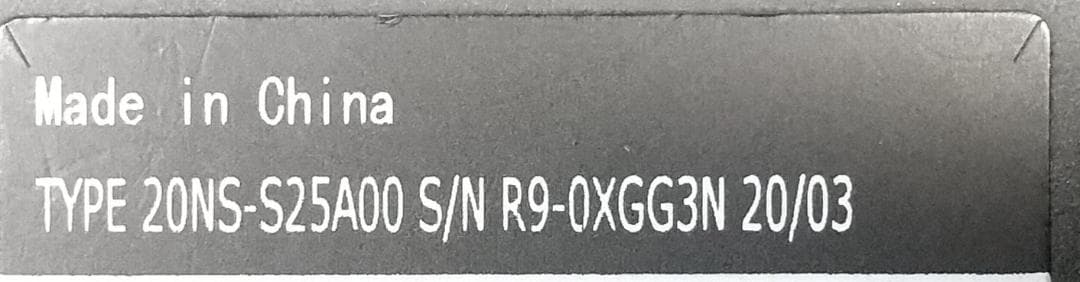 Made in China
TYPE 20NS-S25A00 S/N R9-0XGG3N 20/03